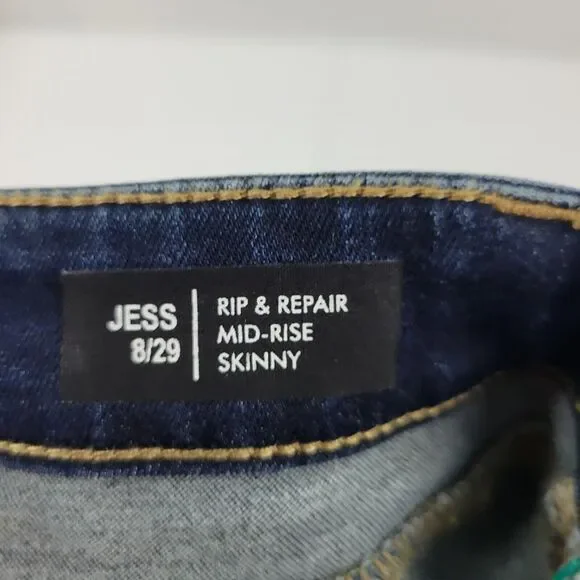 JESS
8/29
RIP & REPAIR
MID-RISE
SKINNY